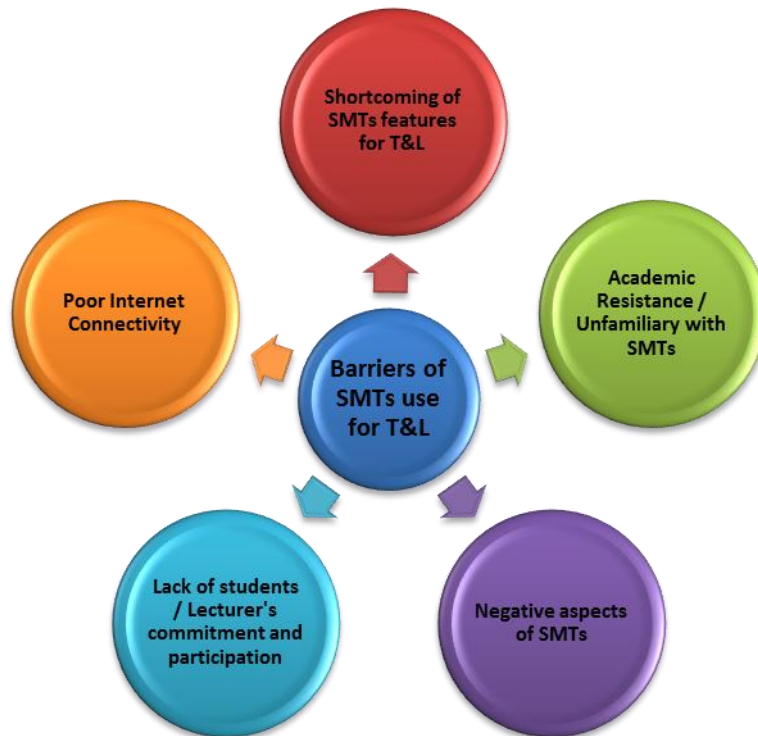 Shortcoming of
SMTs features
for T&L
Academic
Resistance /
Unfamiliary with
SMTs
Negative aspects
of SMTs
Lack of students
/ Lecturer's
commitment and
participation
Poor Internet
Connectivity
Barriers of
SMTs use
for T&L